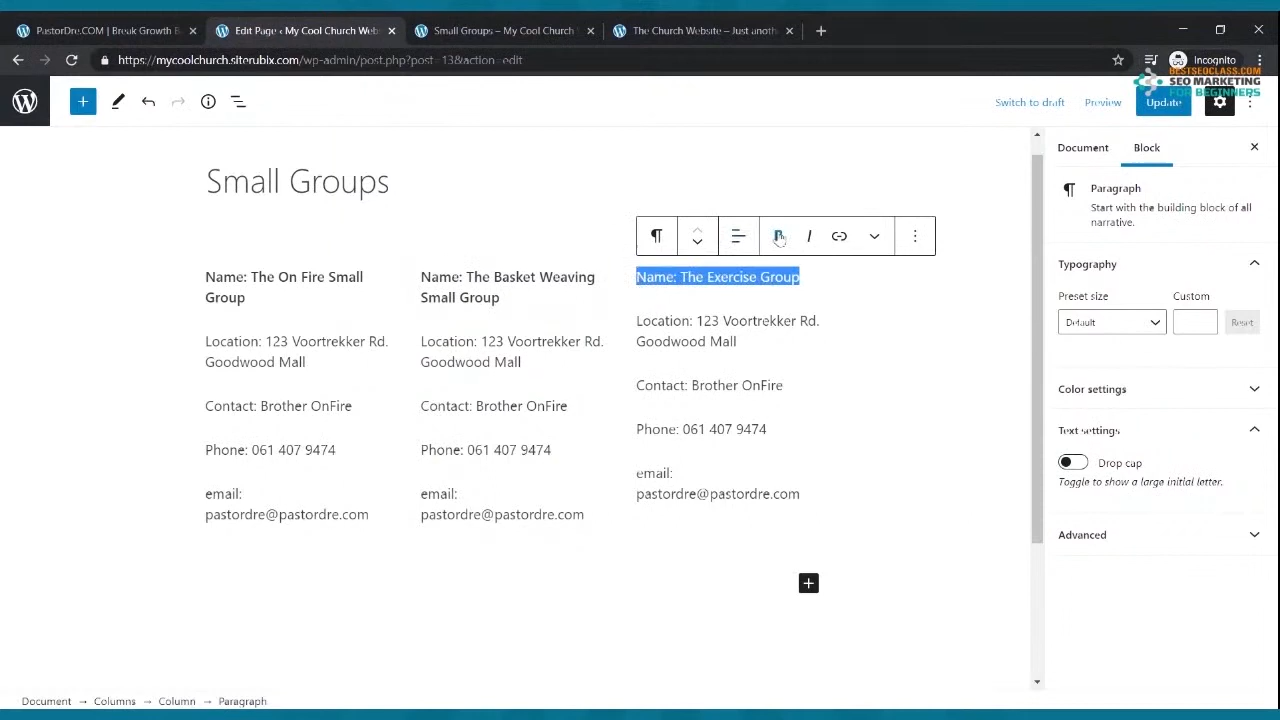 PastorDre.COM | Break Growth B
Edit Page ‹ My Cool Church Web
Small Groups – My Cool Church
The Church Website – Just anoth
https://mycoolchurch.siterubix.com/wp-admin/post.php?post=13&action=edit
Incognito
BESTSEOCLASS.COM
SEO MARKETING
FOR BEGINNERS
Switch to draft
Preview
Update
Small Groups
Name: The On Fire Small
Group
Location: 123 Voortrekker Rd.
Goodwood Mall
Contact: Brother OnFire
Phone: 061 407 9474
email:
pastordre@pastordre.com
Name: The Basket Weaving
Small Group
Location: 123 Voortrekker Rd.
Goodwood Mall
Contact: Brother OnFire
Phone: 061 407 9474
email:
pastordre@pastordre.com
Name: The Exercise Group
Location: 123 Voortrekker Rd.
Goodwood Mall
Contact: Brother OnFire
Phone: 061 407 9474
email:
pastordre@pastordre.com
Document
Block
Paragraph
Start with the building block of all
narrative.
Typography
Preset size
Custom
Default
Reset
Color settings
Text settings
Drop cap
Toggle to show a large initial letter.
Advanced
Document → Columns → Column → Paragraph